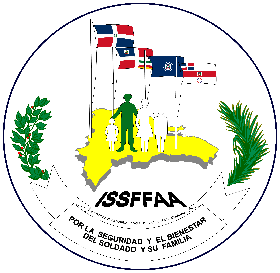 ISSFFAA
POR LA SEGURIDAD Y EL BIENESTAR
DEL SOLDADO Y SU FAMILIA